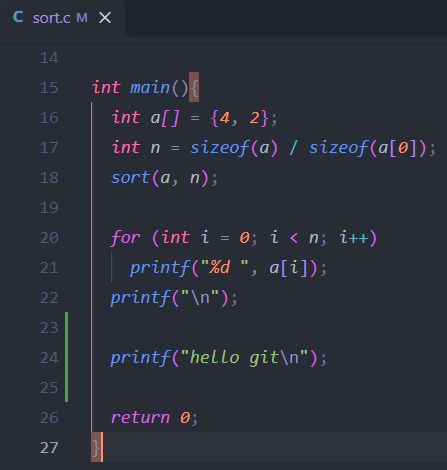 C sort.c M ×
14
15 int main(){
16 int a[] = {4, 2};
17 int n = sizeof(a) / sizeof(a[0]);
18 sort(a, n);
19
20 for (int i = 0; i < n; i++)
21 printf("%d ", a[i]);
22 printf("\n");
23
24 printf("hello git\n");
25
26 return 0;
27 }